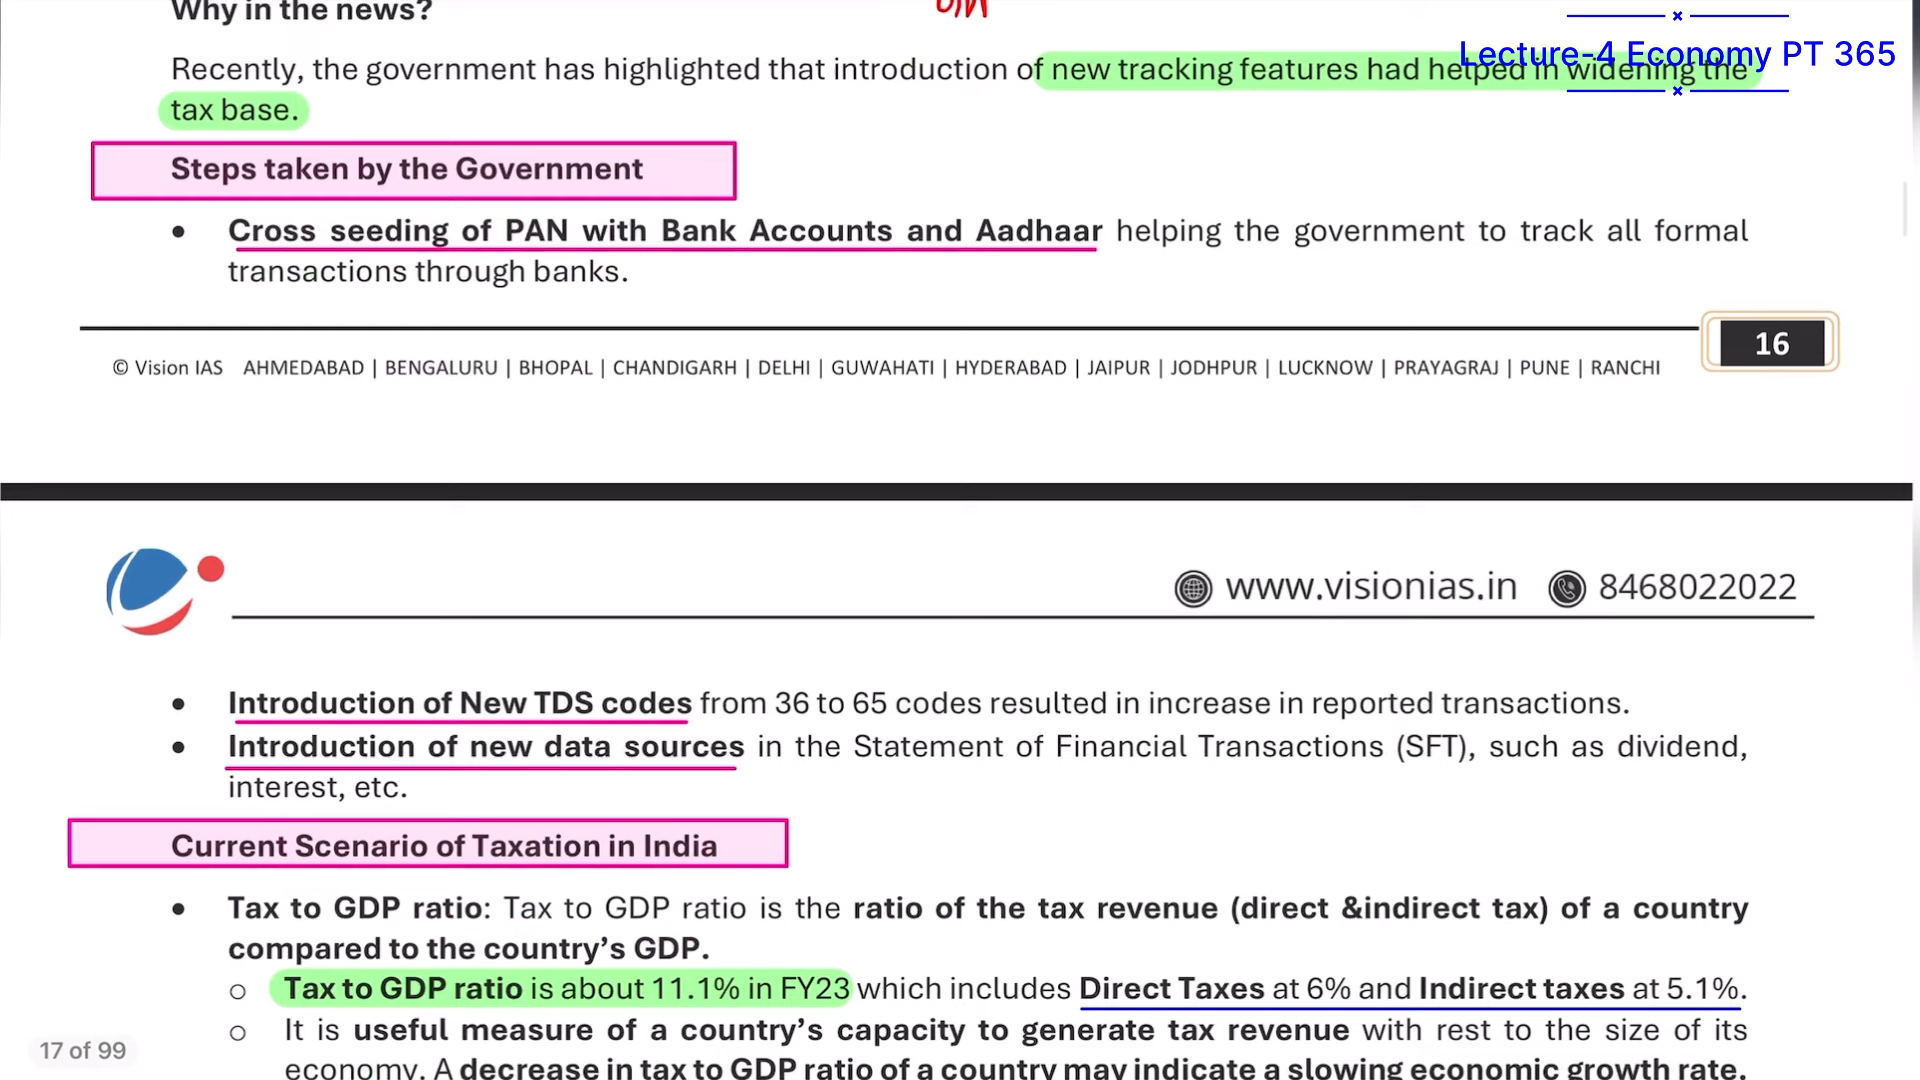 Why in the news?
Lecture-4 Economy PT 365
Recently, the government has highlighted that introduction of new tracking features had helped in widening the
tax base.
Steps taken by the Government
• Cross seeding of PAN with Bank Accounts and Aadhaar helping the government to track all formal
transactions through banks.
16
© Vision IAS AHMEDABAD | BENGALURU | BHOPAL | CHANDIGARH | DELHI | GUWAHATI | HYDERABAD | JAIPUR | JODHPUR | LUCKNOW | PRAYAGRAJ | PUNE | RANCHI
www.visionias.in 8468022022
• Introduction of New TDS codes from 36 to 65 codes resulted in increase in reported transactions.
• Introduction of new data sources in the Statement of Financial Transactions (SFT), such as dividend,
interest, etc.
Current Scenario of Taxation in India
• Tax to GDP ratio: Tax to GDP ratio is the ratio of the tax revenue (direct &indirect tax) of a country
compared to the country's GDP.
o Tax to GDP ratio is about 11.1% in FY23 which includes Direct Taxes at 6% and Indirect taxes at 5.1%.
o It is useful measure of a country's capacity to generate tax revenue with rest to the size of its
17 of 99
economy. A decrease in tax to GDP ratio of a country may indicate a slowing economic growth rate.